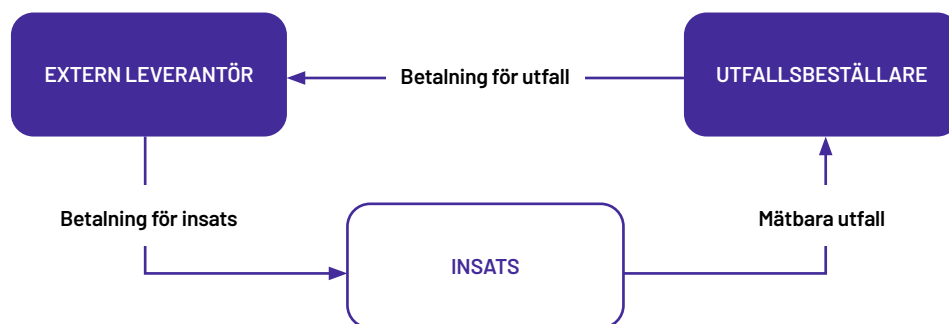 EXTERN LEVERANTÖR
Betalning för utfall
UTFALLSBESTÄLLARE
Betalning för insats
Mätbara utfall
INSATS